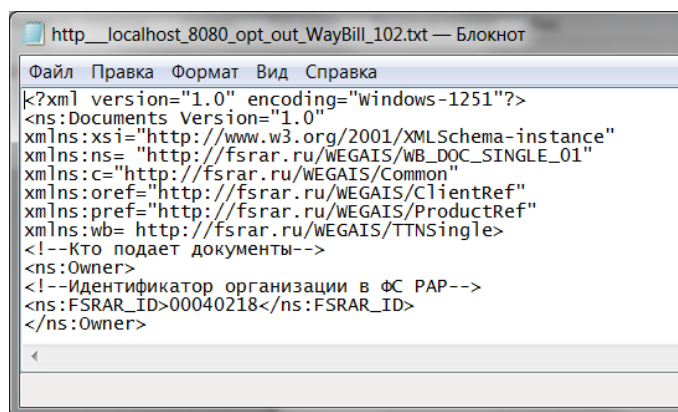 http__localhost_8080_opt_out_WayBill_102.txt — Блокнот
Файл Правка Формат Вид Справка
<?xml version="1.0" encoding="Windows-1251"?>
<ns:Documents Version="1.0"
xmlns:xsi="http://www.w3.org/2001/XMLSchema-instance"
xmlns:ns= "http://fsrar.ru/WEGAIS/WB_DOC_SINGLE_01"
xmlns:c="http://fsrar.ru/WEGAIS/Common"
xmlns:oref="http://fsrar.ru/WEGAIS/ClientRef"
xmlns:pref="http://fsrar.ru/WEGAIS/ProductRef"
xmlns:wb= http://fsrar.ru/WEGAIS/TTNSingle>
<!--Кто подает документы-->
<ns:Owner>
<!--Идентификатор организации в ФС РАР-->
<ns:FSRAR_ID>00040218</ns:FSRAR_ID>
</ns:Owner>